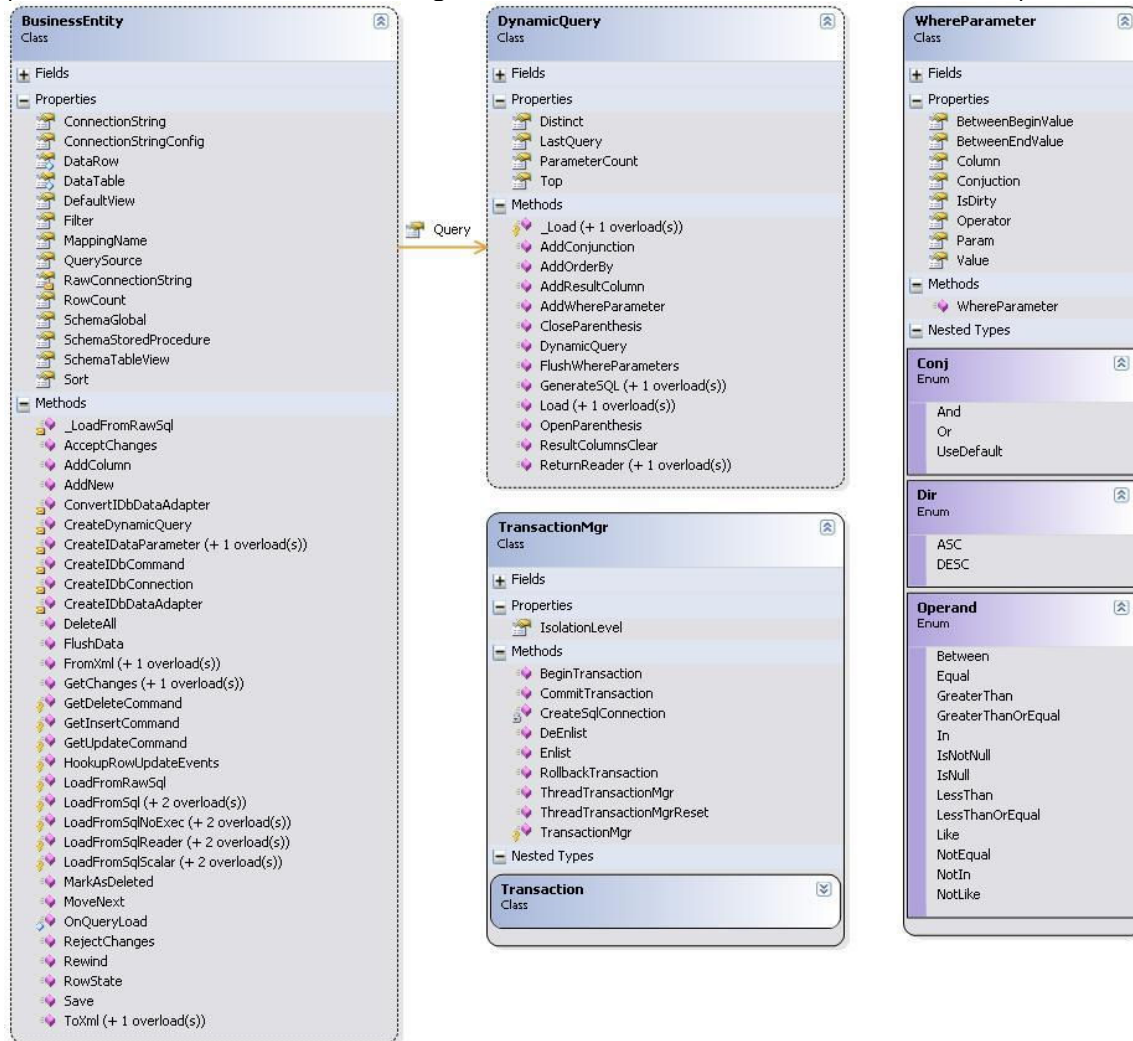 BusinessEntity
Class
Fields
Properties
ConnectionString
ConnectionStringConfig
DataRow
DataTable
DefaultView
Filter
MappingName
QuerySource
RawConnectionString
RowCount
SchemaGlobal
SchemaStoredProcedure
SchemaTableView
Sort
Methods
_LoadFromRawSql
AcceptChanges
AddColumn
AddNew
ConvertIDbDataAdapter
CreateDynamicQuery
CreateIDataParameter (+ 1 overload(s))
CreateIDbCommand
CreateIDbConnection
CreateIDbDataAdapter
DeleteAll
FlushData
FromXml (+ 1 overload(s))
GetChanges (+ 1 overload(s))
GetDeleteCommand
GetInsertCommand
GetUpdateCommand
HookupRowUpdateEvents
LoadFromRawSql
LoadFromSql (+ 2 overload(s))
LoadFromSqlNoExec (+ 2 overload(s))
LoadFromSqlReader (+ 2 overload(s))
LoadFromSqlScalar (+ 2 overload(s))
MarkAsDeleted
MoveNext
OnQueryLoad
RejectChanges
Rewind
RowState
Save
ToXml (+ 1 overload(s))
Query
DynamicQuery
Class
Fields
Properties
Distinct
LastQuery
ParameterCount
Top
Methods
_Load (+ 1 overload(s))
AddConjunction
AddOrderBy
AddResultColumn
AddWhereParameter
CloseParenthesis
DynamicQuery
FlushWhereParameters
GenerateSQL (+ 1 overload(s))
Load (+ 1 overload(s))
OpenParenthesis
ResultColumnsClear
ReturnReader (+ 1 overload(s))
TransactionMgr
Class
Fields
Properties
IsolationLevel
Methods
BeginTransaction
CommitTransaction
CreateSqlConnection
DeEnlist
Enlist
RollbackTransaction
ThreadTransactionMgr
ThreadTransactionMgrReset
TransactionMgr
Nested Types
Transaction
Class
WhereParameter
Class
Fields
Properties
BetweenBeginValue
BetweenEndValue
Column
Conjuction
IsDirty
Operator
Param
Value
Methods
WhereParameter
Nested Types
Conj
Enum
And
Or
UseDefault
Dir
Enum
ASC
DESC
Operand
Enum
Between
Equal
GreaterThan
GreaterThanOrEqual
In
IsNotNull
IsNull
LessThan
LessThanOrEqual
Like
NotEqual
NotIn
NotLike